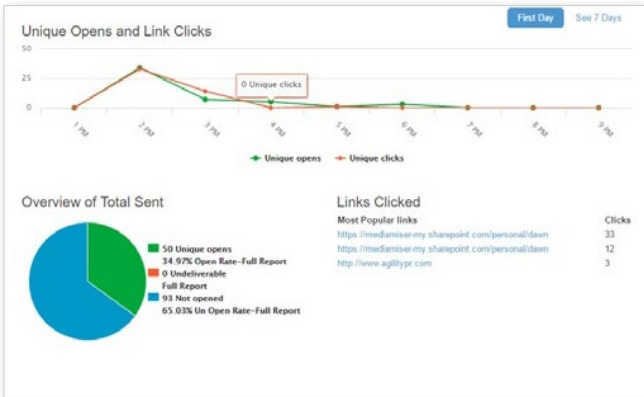 First Day See 7 Days
Unique Opens and Link Clicks
50
25
0
0 Unique clicks
1 PM 2 PM 3 PM 4 PM 5 PM 6 PM 7 PM 8 PM 9 PM
Unique opens Unique clicks
Overview of Total Sent
50 Unique opens
34.97% Open Rate-Full Report
0 Undeliverable
Full Report
93 Not opened
65.03% Un Open Rate-Full Report
Links Clicked
Most Popular links Clicks
https://mediamiser-my.sharepoint.com/personal/dawn 33
https://mediamiser-my.sharepoint.com/personal/dawn 12
http://www.agilitypr.com 3